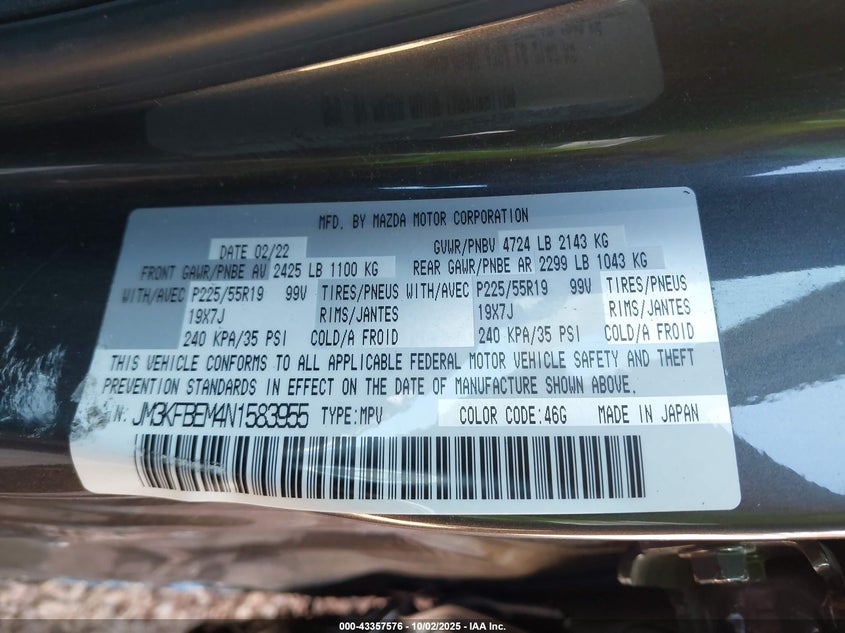 MFD. BY MAZDA MOTOR CORPORATION
DATE 02/22 GVWR/PNBV 4724 LB 2143 KG
FRONT GAWR/PNBE AV 2425 LB 1100 KG REAR GAWR/PNBE AR 2299 LB 1043 KG
WITH/AVEC P225/55R19 99V TIRES/PNEUS WITH/AVEC P225/55R19 99V TIRES/PNEUS
19X7J RIMS/JANTES 19X7J RIMS/JANTES
240 KPA/35 PSI COLD/A FROID 240 KPA/35 PSI COLD/A FROID
THIS VEHICLE CONFORMS TO ALL APPLICABLE FEDERAL MOTOR VEHICLE SAFETY AND THEFT
PREVENTION STANDARDS IN EFFECT ON THE DATE OF MANUFACTURE SHOWN ABOVE.
IN: JM3KFBEM4N1583955 TYPE:MPV COLOR CODE:46G MADE IN JAPAN
000-43357576 - 10/02/2025 - IAA Inc.